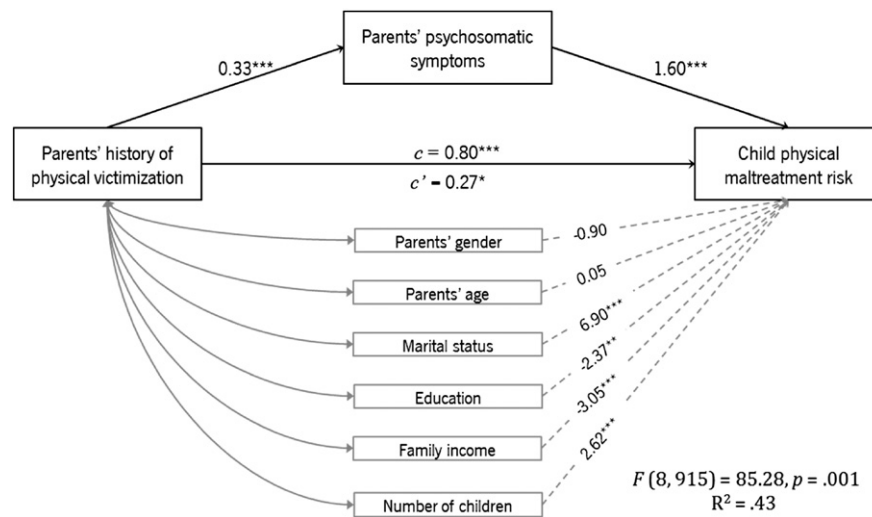 Parents' psychosomatic
symptoms
0.33***
1.60***
Parents' history of
physical victimization
c = 0.80***
c' = 0.27*
Child physical
maltreatment risk
Parents' gender
-0.90
Parents' age
0.05
Marital status
6.90***
Education
-2.37**
Family income
-3.05***
Number of children
2.62***
F (8, 915) = 85.28, p = .001
R² = .43